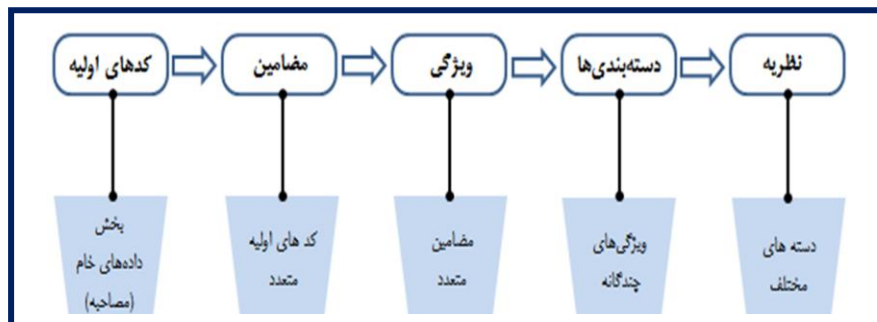 کدهای اولیه
مضامین
ویژگی
دسته‌بندی‌ها
نظریه
بخش
داده‌های خام
(مصاحبه)
کد های اولیه
متعدد
مضامین
متعدد
ویژگی‌های
چندگانه
دسته های
مختلف